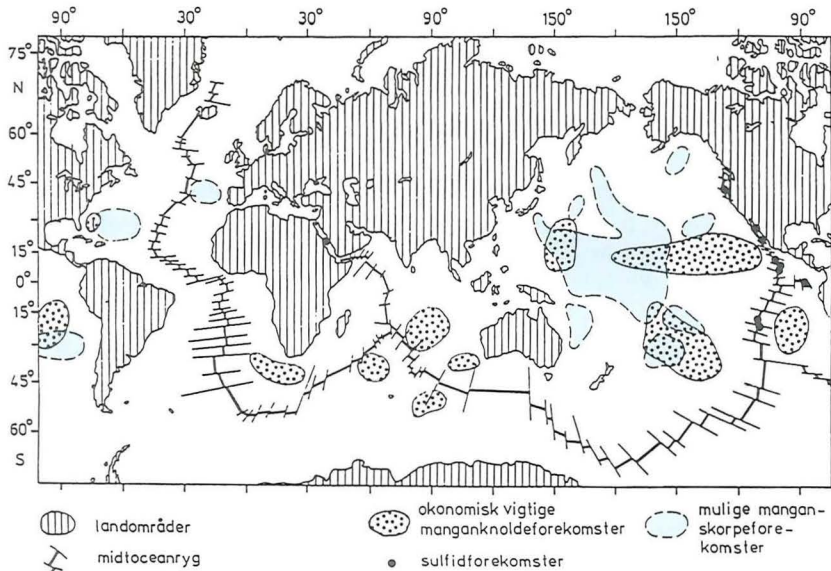 90° 30° 30° 90° 150° 150° 90°
75°
N
60°
45°
15°
0°
15°
45°
60°
S
landområder
midtoceanryg
økonomisk vigtige
manganknoldeforekomster
sulfidforekomster
mulige mangan-
skorpefore-
komster